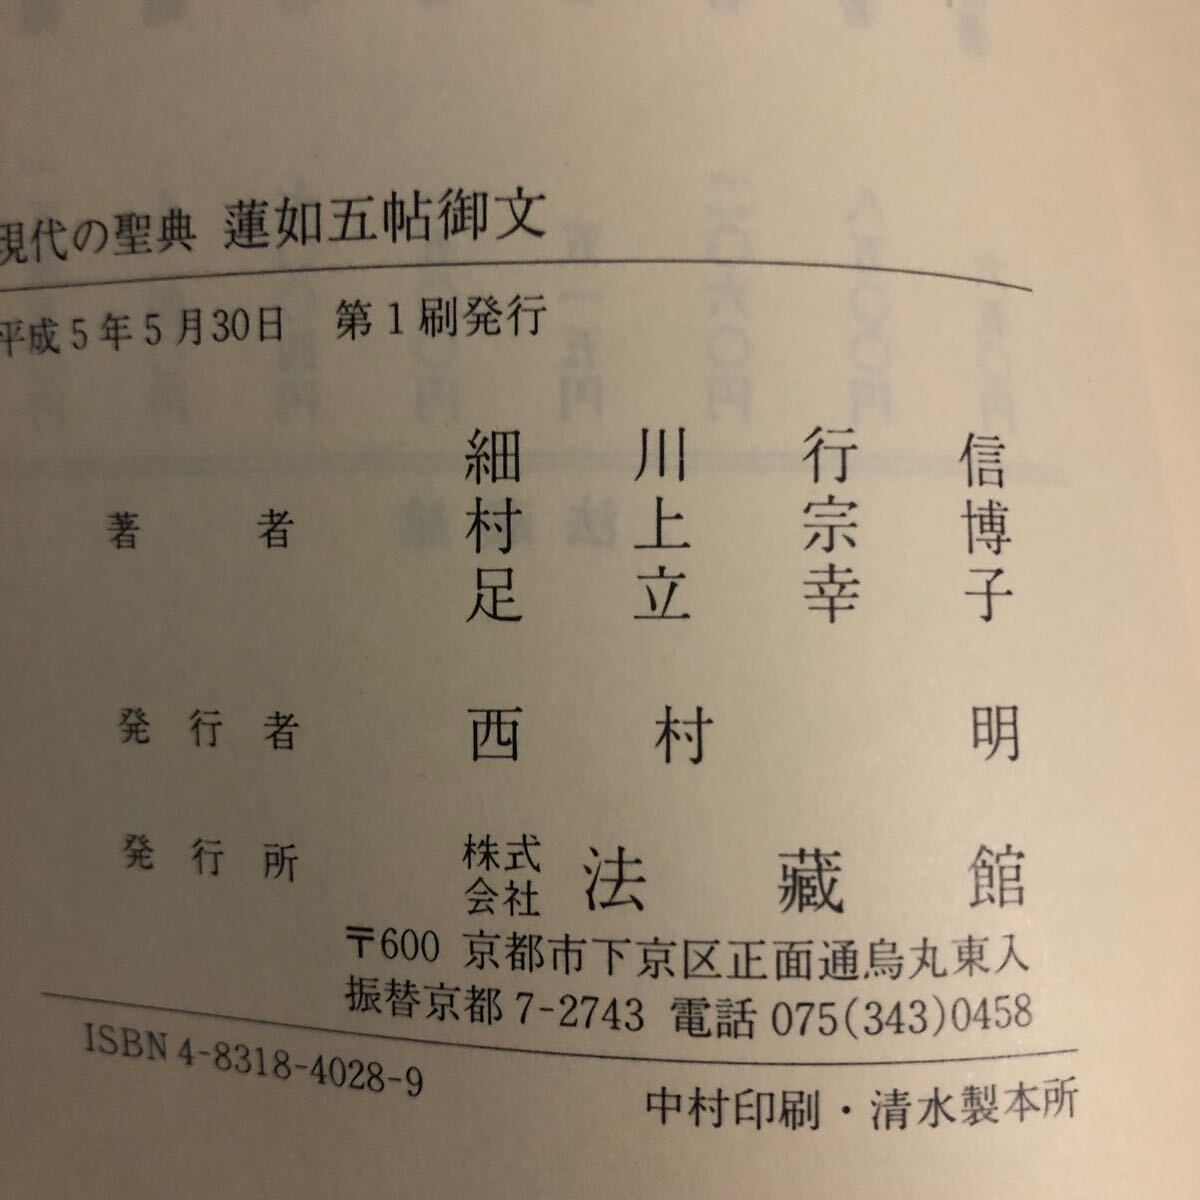 現代の聖典 蓮如五帖御文
平成5年5月30日 第1刷発行
細川行信
著者 村上宗博
足立幸子
発行者 西村明
発行所 株式会社 法藏館
〒600 京都市下京区正面通烏丸東入
振替京都 7-2743 電話 075(343)0458
ISBN 4-8318-4028-9
中村印刷・清水製本所